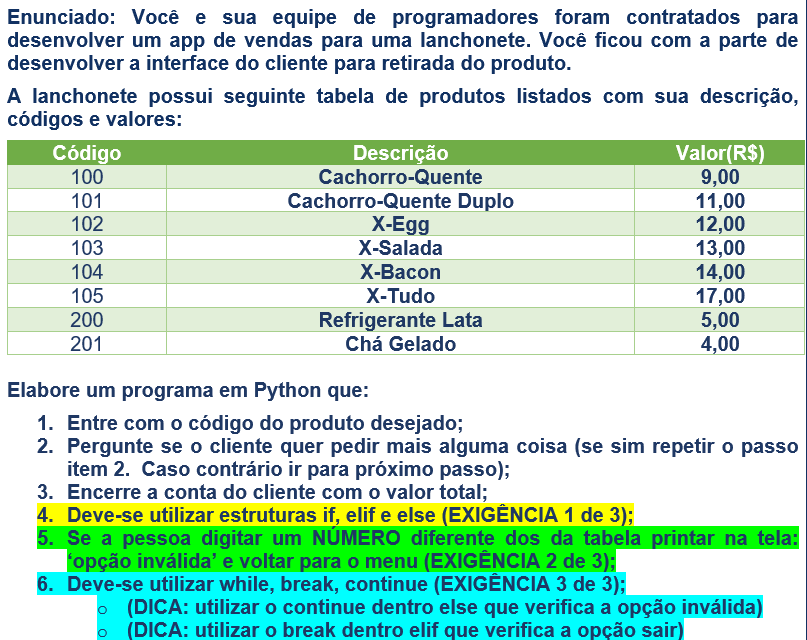 Enunciado: Você e sua equipe de programadores foram contratados para
desenvolver um app de vendas para uma lanchonete. Você ficou com a parte de
desenvolver a interface do cliente para retirada do produto.
A lanchonete possui seguinte tabela de produtos listados com sua descrição,
códigos e valores:
Código Descrição Valor(R$)
100 Cachorro-Quente 9,00
101 Cachorro-Quente Duplo 11,00
102 X-Egg 12,00
103 X-Salada 13,00
104 X-Bacon 14,00
105 X-Tudo 17,00
200 Refrigerante Lata 5,00
201 Chá Gelado 4,00
Elabore um programa em Python que:
1. Entre com o código do produto desejado;
2. Pergunte se o cliente quer pedir mais alguma coisa (se sim repetir o passo
item 2. Caso contrário ir para próximo passo);
3. Encerre a conta do cliente com o valor total;
4. Deve-se utilizar estruturas if, elif e else (EXIGÊNCIA 1 de 3);
5. Se a pessoa digitar um NÚMERO diferente dos da tabela printar na tela:
‘opção inválida’ e voltar para o menu (EXIGÊNCIA 2 de 3);
6. Deve-se utilizar while, break, continue (EXIGÊNCIA 3 de 3);
o (DICA: utilizar o continue dentro else que verifica a opção inválida)
o (DICA: utilizar o break dentro elif que verifica a opção sair)